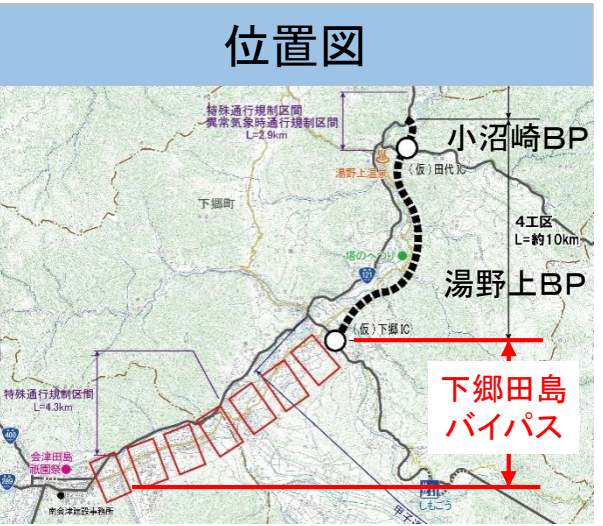 位置図
特殊通行規制区間
異常気象時通行規制区間
L=2.9km
小沼崎BP
(仮)田代IC
湯野上温泉
下郷町
4工区
L=約10km
塔のへつり
121
湯野上BP
(仮)下郷IC
下郷田島
バイパス
特殊通行規制区間
L=4.3km
400
会津田島
祇園祭
289
南会津建設事務所
しもごう